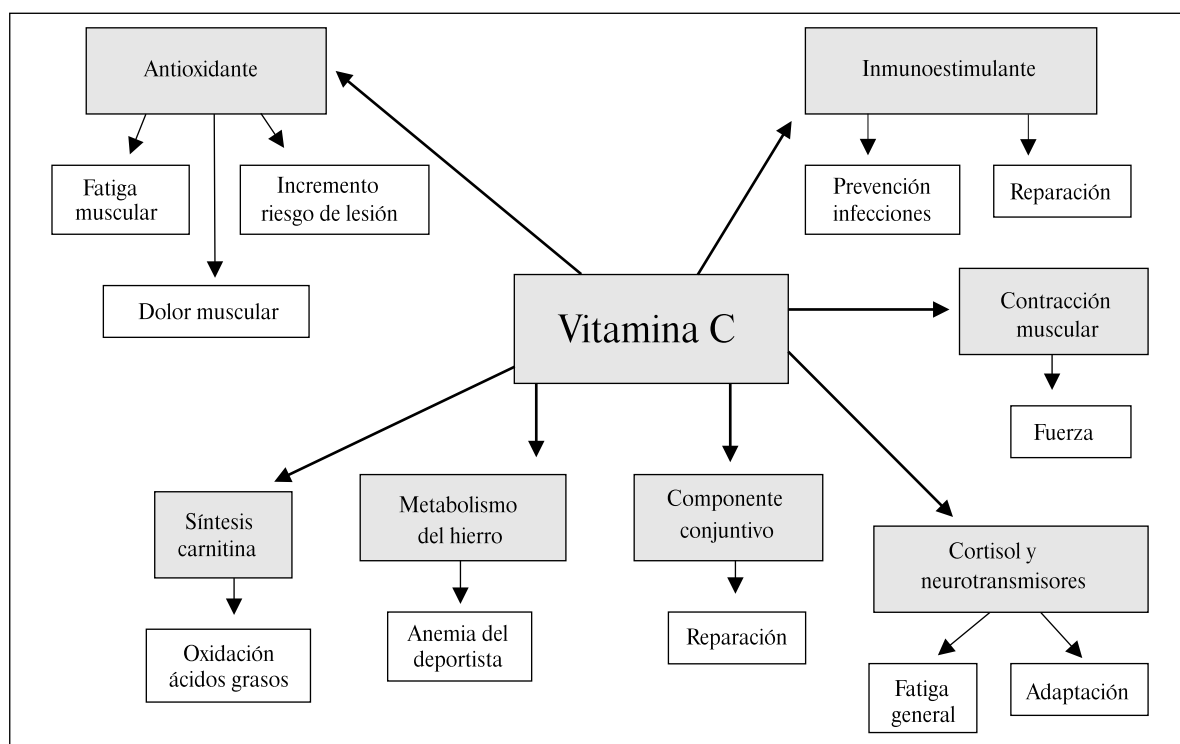 Antioxidante
Inmunoestimulante
Fatiga
muscular
Incremento
riesgo de lesión
Prevención
infecciones
Reparación
Dolor muscular
Vitamina C
Contracción
muscular
Fuerza
Síntesis
carnitina
Metabolismo
del hierro
Componente
conjuntivo
Cortisol y
neurotransmisores
Oxidación
ácidos grasos
Anemia del
deportista
Reparación
Fatiga
general
Adaptación